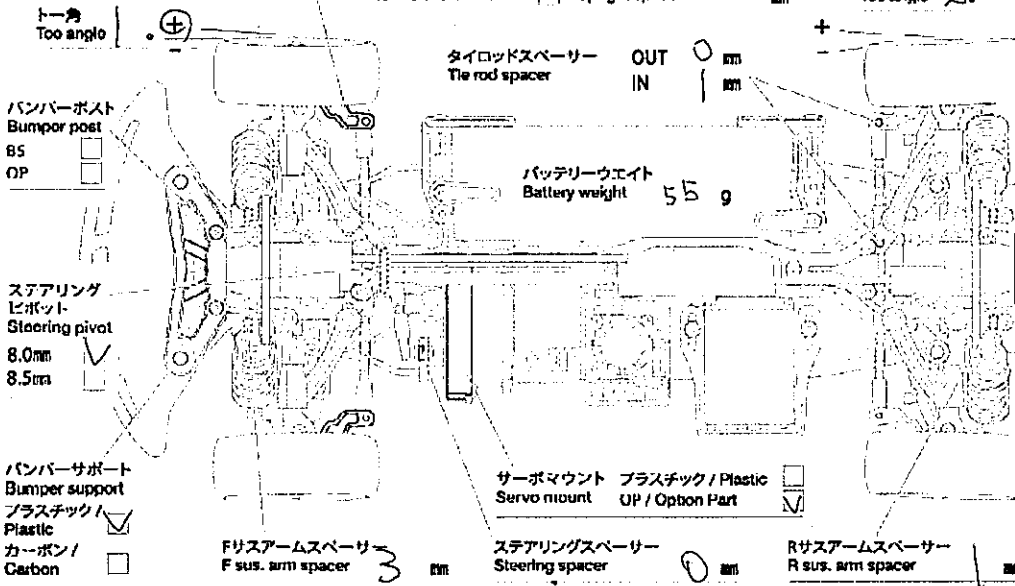 トー角
Too anglo 1 ° +
-
mm
+
-
タイロッドスペーサー OUT 0 mm
Tie rod spacer IN 1 mm
バンパーポスト
Bumpor post
BS
OP
バッテリーウエイト
Battery weight 55 g
ステアリング
ピボット
Steering pivot
8.0mm ✓
8.5mm
バンパーサポート
Bumper support
プラスチック /
Plastic ✓
カーボン /
Carbon
サーボマウント プラスチック / Plastic
Servo mount OP / Option Part ✓
Fサスアームスペーサー
F sus. arm spacer 3 mm
ステアリングスペーサー
Steering spacer 0 mm
Rサスアームスペーサー
R sus. arm spacer 1